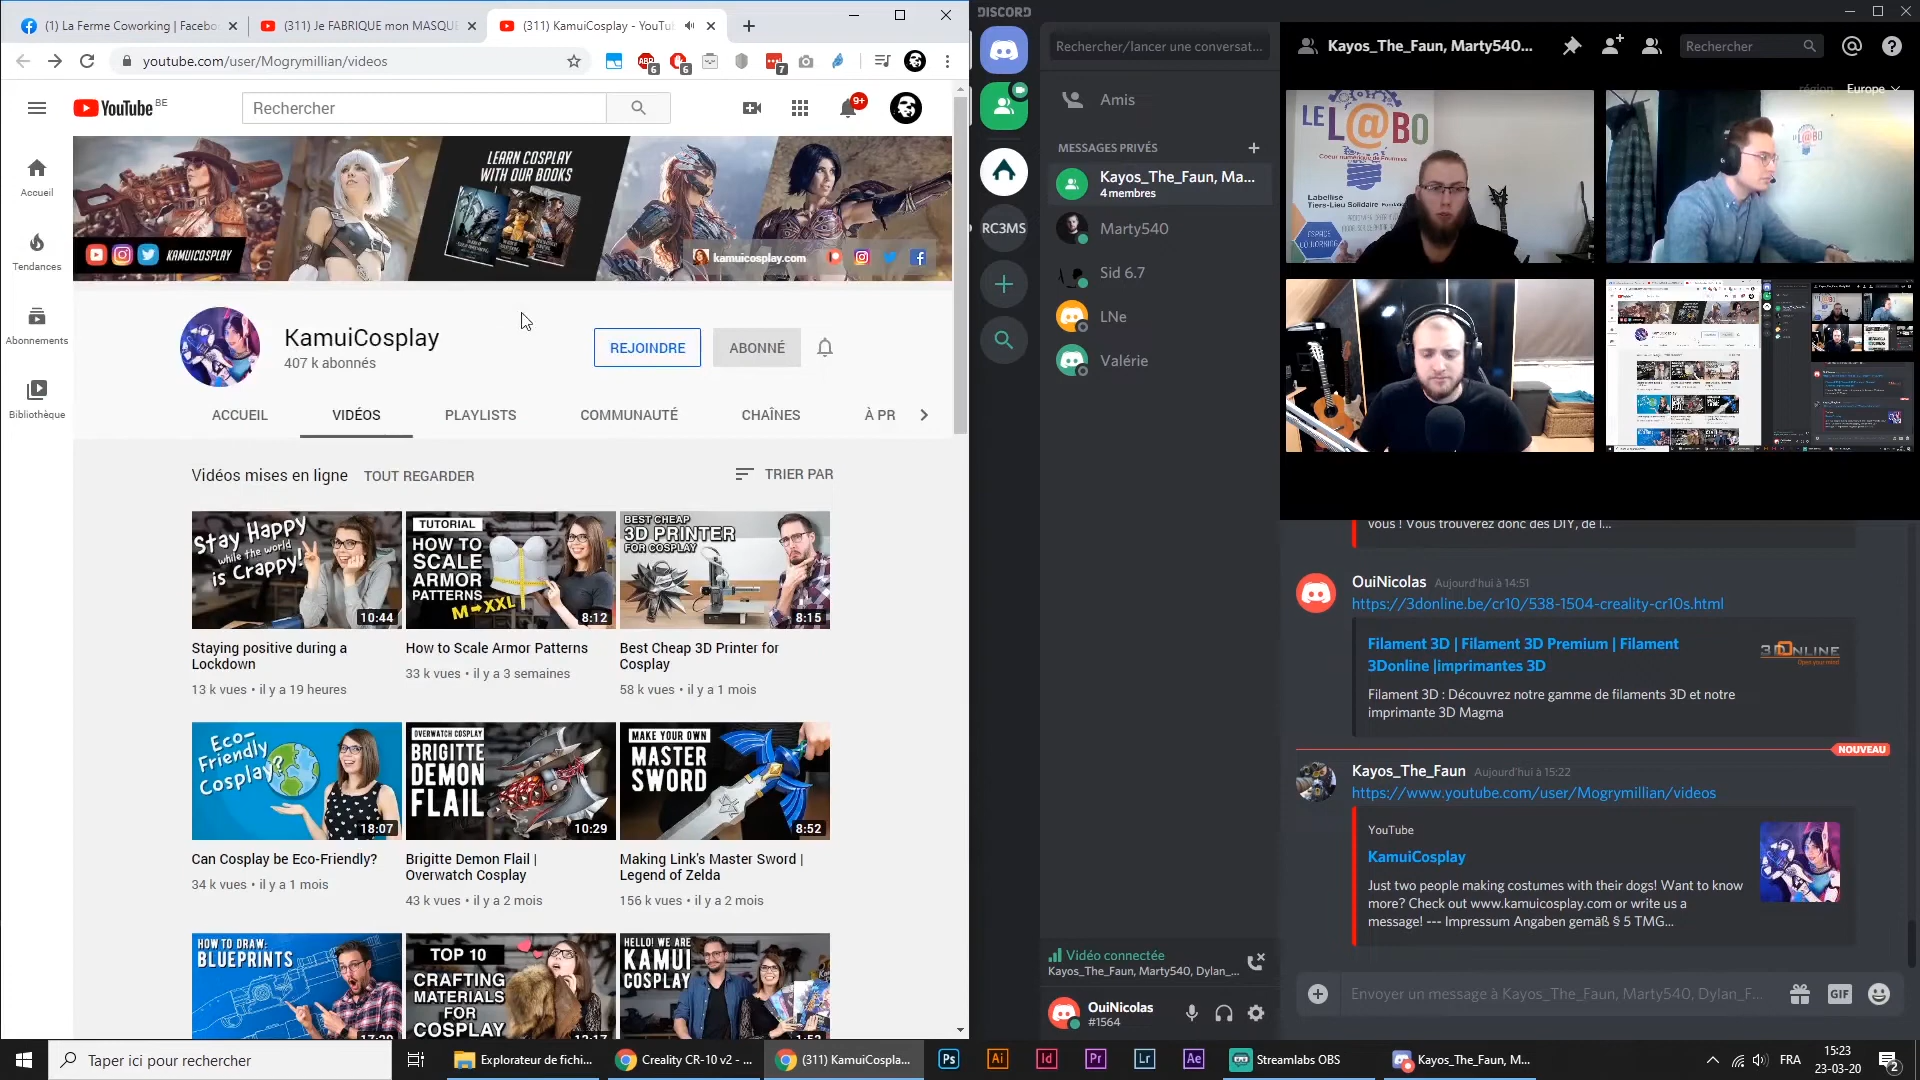 (1) La Ferme Coworking | Facebo
(311) Je FABRIQUE mon MASQUE
(311) KamuiCosplay - YouTu
youtube.com/user/Mogrymillian/videos
ABP
6
6
7
YouTube BE
Rechercher
9+
LEARN COSPLAY
WITH OUR BOOKS
KAMUICOSPLAY
kamuicosplay.com
Accueil
Tendances
Abonnements
Bibliothèque
KamuiCosplay
407 k abonnés
REJOINDRE
ABONNÉ
ACCUEIL
VIDÉOS
PLAYLISTS
COMMUNAUTÉ
CHAÎNES
À PR
Vidéos mises en ligne
TOUT REGARDER
TRIER PAR
Stay Happy
while the world
is Crappy!
10:44
TUTORIAL
HOW TO
SCALE
ARMOR
PATTERNS
M XXL
8:12
BEST CHEAP
3D PRINTER
FOR COSPLAY
8:15
Staying positive during a
Lockdown
13 k vues • il y a 19 heures
How to Scale Armor Patterns
33 k vues • il y a 3 semaines
Best Cheap 3D Printer for
Cosplay
58 k vues • il y a 1 mois
Eco-
Friendly
Cosplay?
18:07
OVERWATCH COSPLAY
BRIGITTE
DEMON
FLAIL
10:29
MAKE YOUR OWN
MASTER
SWORD
8:52
Can Cosplay be Eco-Friendly?
34 k vues • il y a 1 mois
Brigitte Demon Flail |
Overwatch Cosplay
43 k vues • il y a 2 mois
Making Link's Master Sword |
Legend of Zelda
156 k vues • il y a 2 mois
HOW TO DRAW:
BLUEPRINTS
TOP 10
CRAFTING
MATERIALS
FOR
COSPLAY
HELLO! WE ARE
KAMUI
COSPLAY
DISCORD
Rechercher/lancer une conversat...
RC3MS
Amis
MESSAGES PRIVÉS
Kayos_The_Faun, Ma...
4 membres
Marty540
Sid 6.7
LNe
Valérie
Vidéo connectée
Kayos_The_Faun, Marty540, Dylan_...
OuiNicolas
#1564
Kayos_The_Faun, Marty540...
Rechercher
région
Europe
LE
L@BO
Coeur numérique de Fournies
Labellisé
Tiers-Lieu Solidaire
vous ! Vous trouverez donc des DIY, de l...
OuiNicolas Aujourd'hui à 14:51
https://3donline.be/cr10/538-1504-creality-cr10s.html
Filament 3D | Filament 3D Premium | Filament
3Donline |imprimantes 3D
3DONLINE
Open your mind
Filament 3D : Découvrez notre gamme de filaments 3D et notre
imprimante 3D Magma
NOUVEAU
Kayos_The_Faun Aujourd'hui à 15:22
https://www.youtube.com/user/Mogrymillian/videos
YouTube
KamuiCosplay
Just two people making costumes with their dogs! Want to know
more? Check out www.kamuicosplay.com or write us a
message! --- Impressum Angaben gemäß § 5 TMG...
Envoyer un message à Kayos_The_Faun, Marty540, Dylan_F...
GIF
Taper ici pour rechercher
Explorateur de fichi...
Creality CR-10 v2 - ...
(311) KamuiCospla...
Ps
Ai
Id
Pr
Lr
Ae
Streamlabs OBS
Kayos_The_Faun, M...
FRA
15:23
23-03-20
2